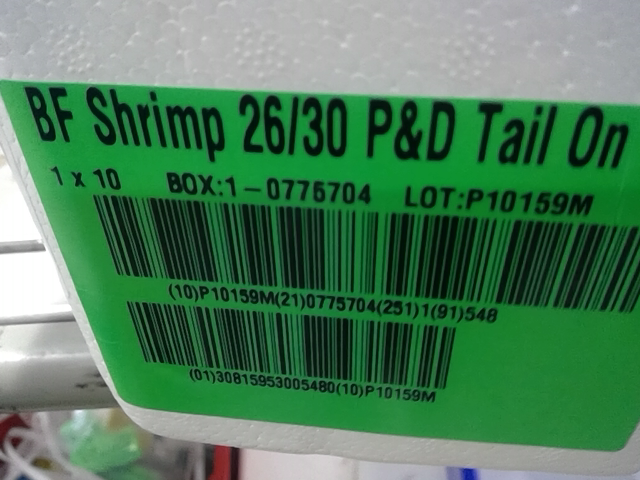 BF Shrimp 26/30 P&D Tail On
1 x 10 BOX:1-0775704 LOT:P10159M
(10)P10159M(21)0775704(251)1(91)548
(01)30815953005480(10)P10159M